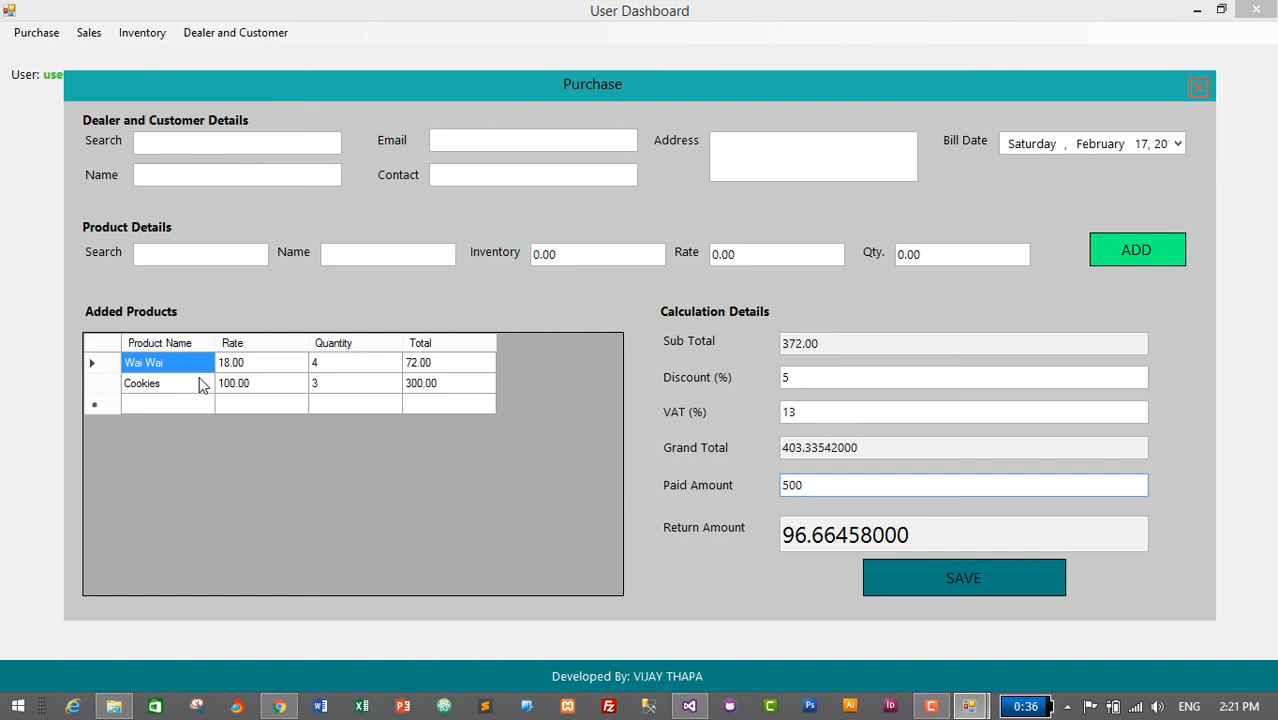 User Dashboard
Purchase Sales Inventory Dealer and Customer
User: use
Purchase
Dealer and Customer Details
Search Email Address Bill Date Saturday , February 17, 20
Name Contact
Product Details
Search Name Inventory 0.00 Rate 0.00 Qty. 0.00 ADD
Added Products
Product Name Rate Quantity Total
Wai Wai 18.00 4 72.00
Cookies 100.00 3 300.00
Calculation Details
Sub Total 372.00
Discount (%) 5
VAT (%) 13
Grand Total 403.33542000
Paid Amount 500
Return Amount 96.66458000
SAVE
Developed By: VIJAY THAPA
0:36 ENG 2:21 PM